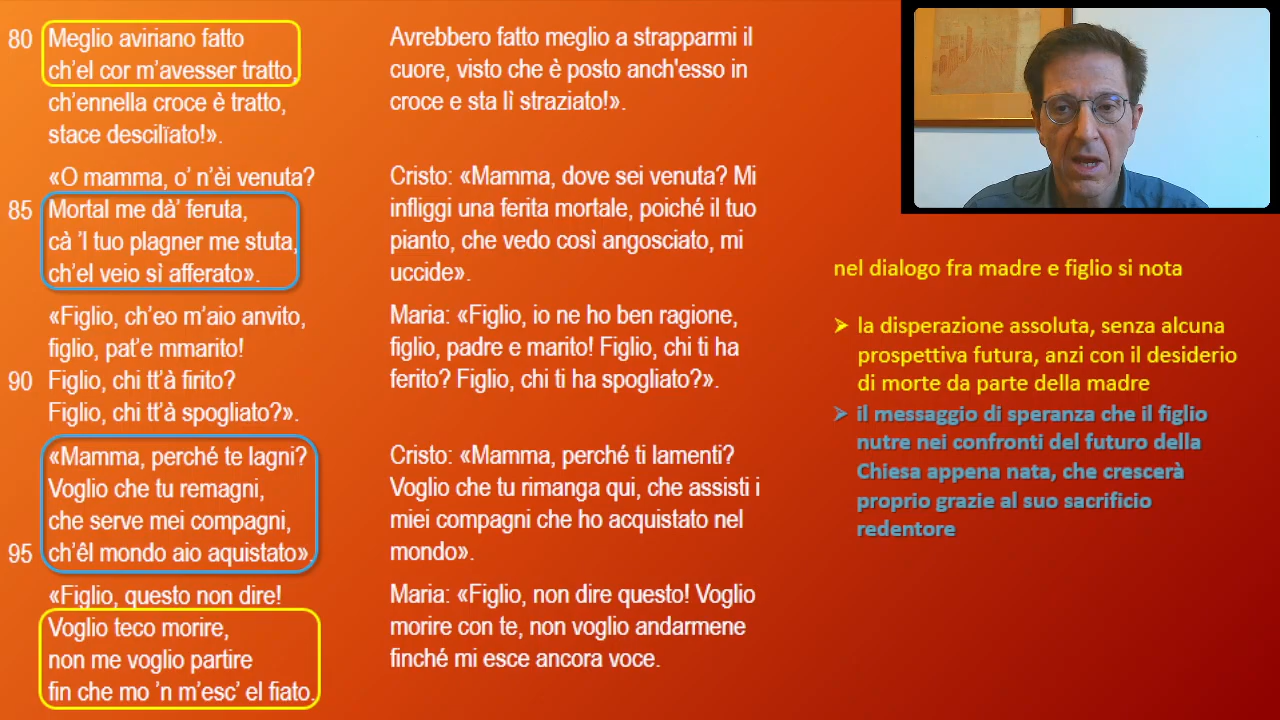 80 Meglio aviriano fatto
ch'el cor m'avesser tratto,
ch'ennella croce è tratto,
stace descilïato!».
«O mamma, o' n'èi venuta?
85 Mortal me dà' feruta,
cà 'l tuo plagner me stuta,
ch'el veio sì afferato».
«Figlio, ch'eo m'aio anvito,
figlio, pat'e mmarito!
90 Figlio, chi tt'à firito?
Figlio, chi tt'à spogliato?».
«Mamma, perché te lagni?
Voglio che tu remagni,
che serve mei compagni,
95 ch'êl mondo aio aquistato».
«Figlio, questo non dire!
Voglio teco morire,
non me voglio partire
fin che mo 'n m'esc' el fiato.
Avrebbero fatto meglio a strapparmi il
cuore, visto che è posto anch'esso in
croce e sta lì straziato!».
Cristo: «Mamma, dove sei venuta? Mi
infliggi una ferita mortale, poiché il tuo
pianto, che vedo così angosciato, mi
uccide».
Maria: «Figlio, io ne ho ben ragione,
figlio, padre e marito! Figlio, chi ti ha
ferito? Figlio, chi ti ha spogliato?».
Cristo: «Mamma, perché ti lamenti?
Voglio che tu rimanga qui, che assisti i
miei compagni che ho acquistato nel
mondo».
Maria: «Figlio, non dire questo! Voglio
morire con te, non voglio andarmene
finché mi esce ancora voce.
nel dialogo fra madre e figlio si nota
➢ la disperazione assoluta, senza alcuna
prospettiva futura, anzi con il desiderio
di morte da parte della madre
➢ il messaggio di speranza che il figlio
nutre nei confronti del futuro della
Chiesa appena nata, che crescerà
proprio grazie al suo sacrificio
redentore